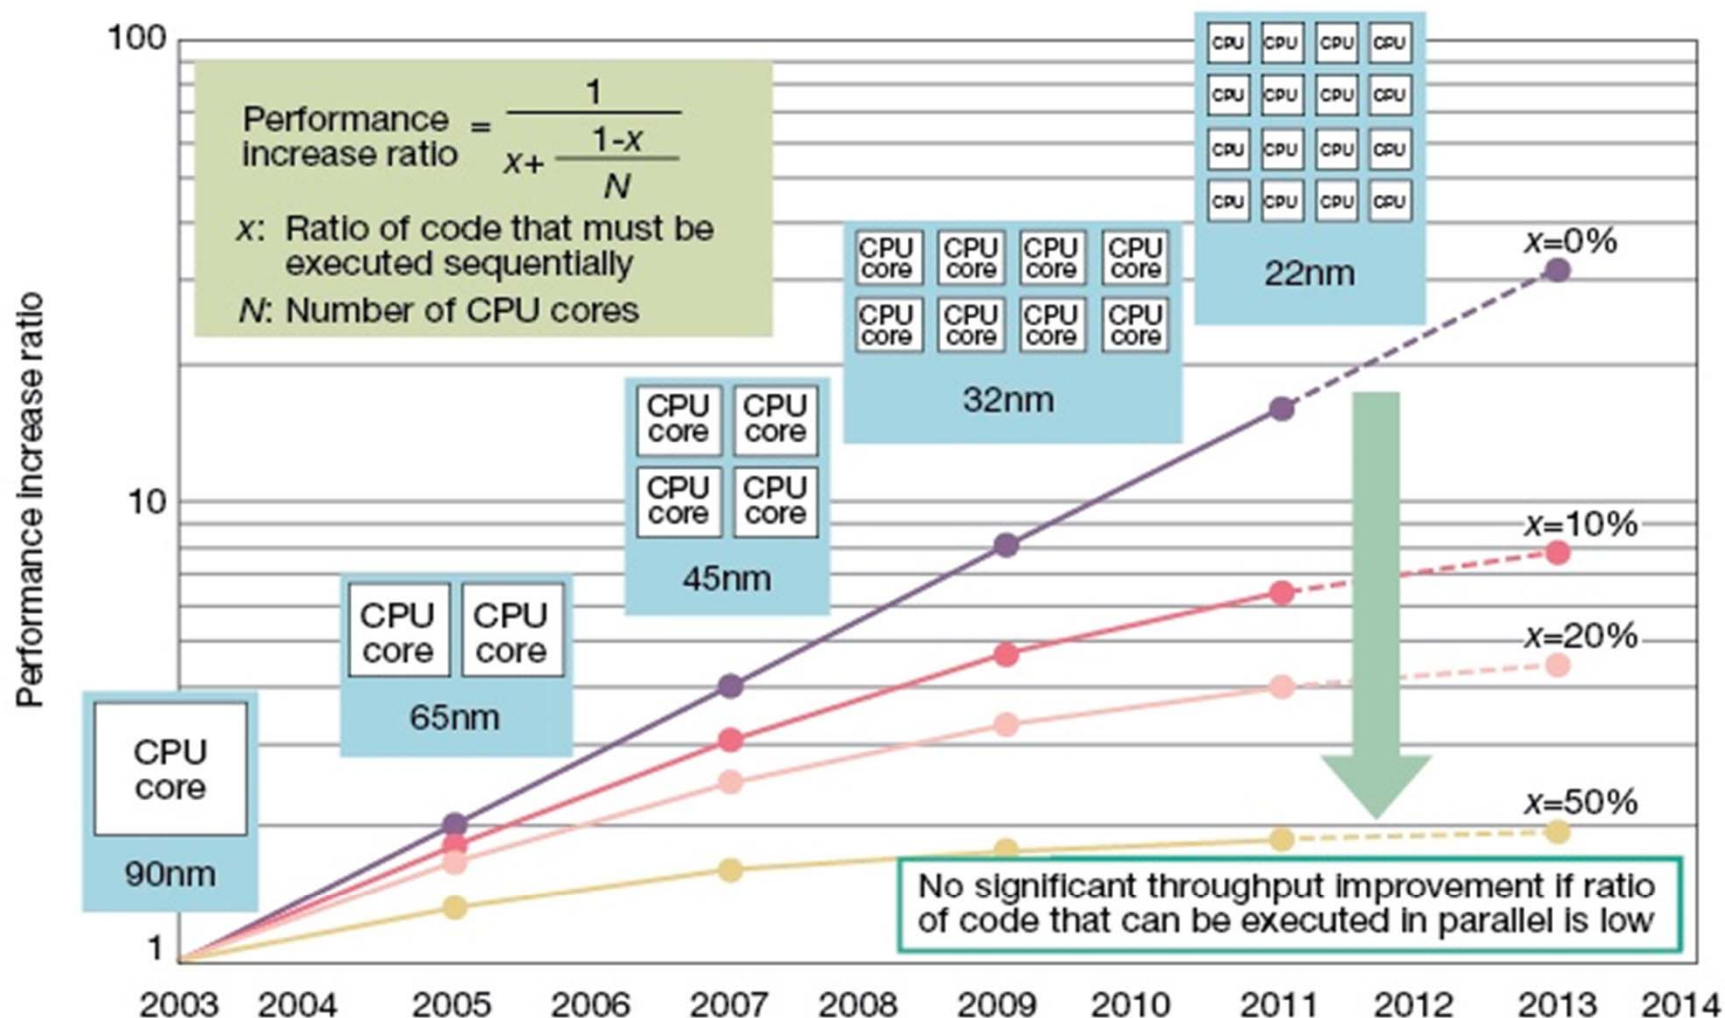 Performance increase ratio
100
10
1
Performance
increase ratio
=
1
x+
1-x
N
x: Ratio of code that must be
executed sequentially
N: Number of CPU cores
CPU
core
90nm
CPU CPU
core core
65nm
CPU CPU
core core
CPU CPU
core core
45nm
CPU CPU CPU CPU
core core core core
CPU CPU CPU CPU
core core core core
32nm
CPU CPU CPU CPU
CPU CPU CPU CPU
CPU CPU CPU CPU
CPU CPU CPU CPU
22nm
x=0%
x=10%
x=20%
x=50%
No significant throughput improvement if ratio
of code that can be executed in parallel is low
2003 2004 2005 2006 2007 2008 2009 2010 2011 2012 2013 2014